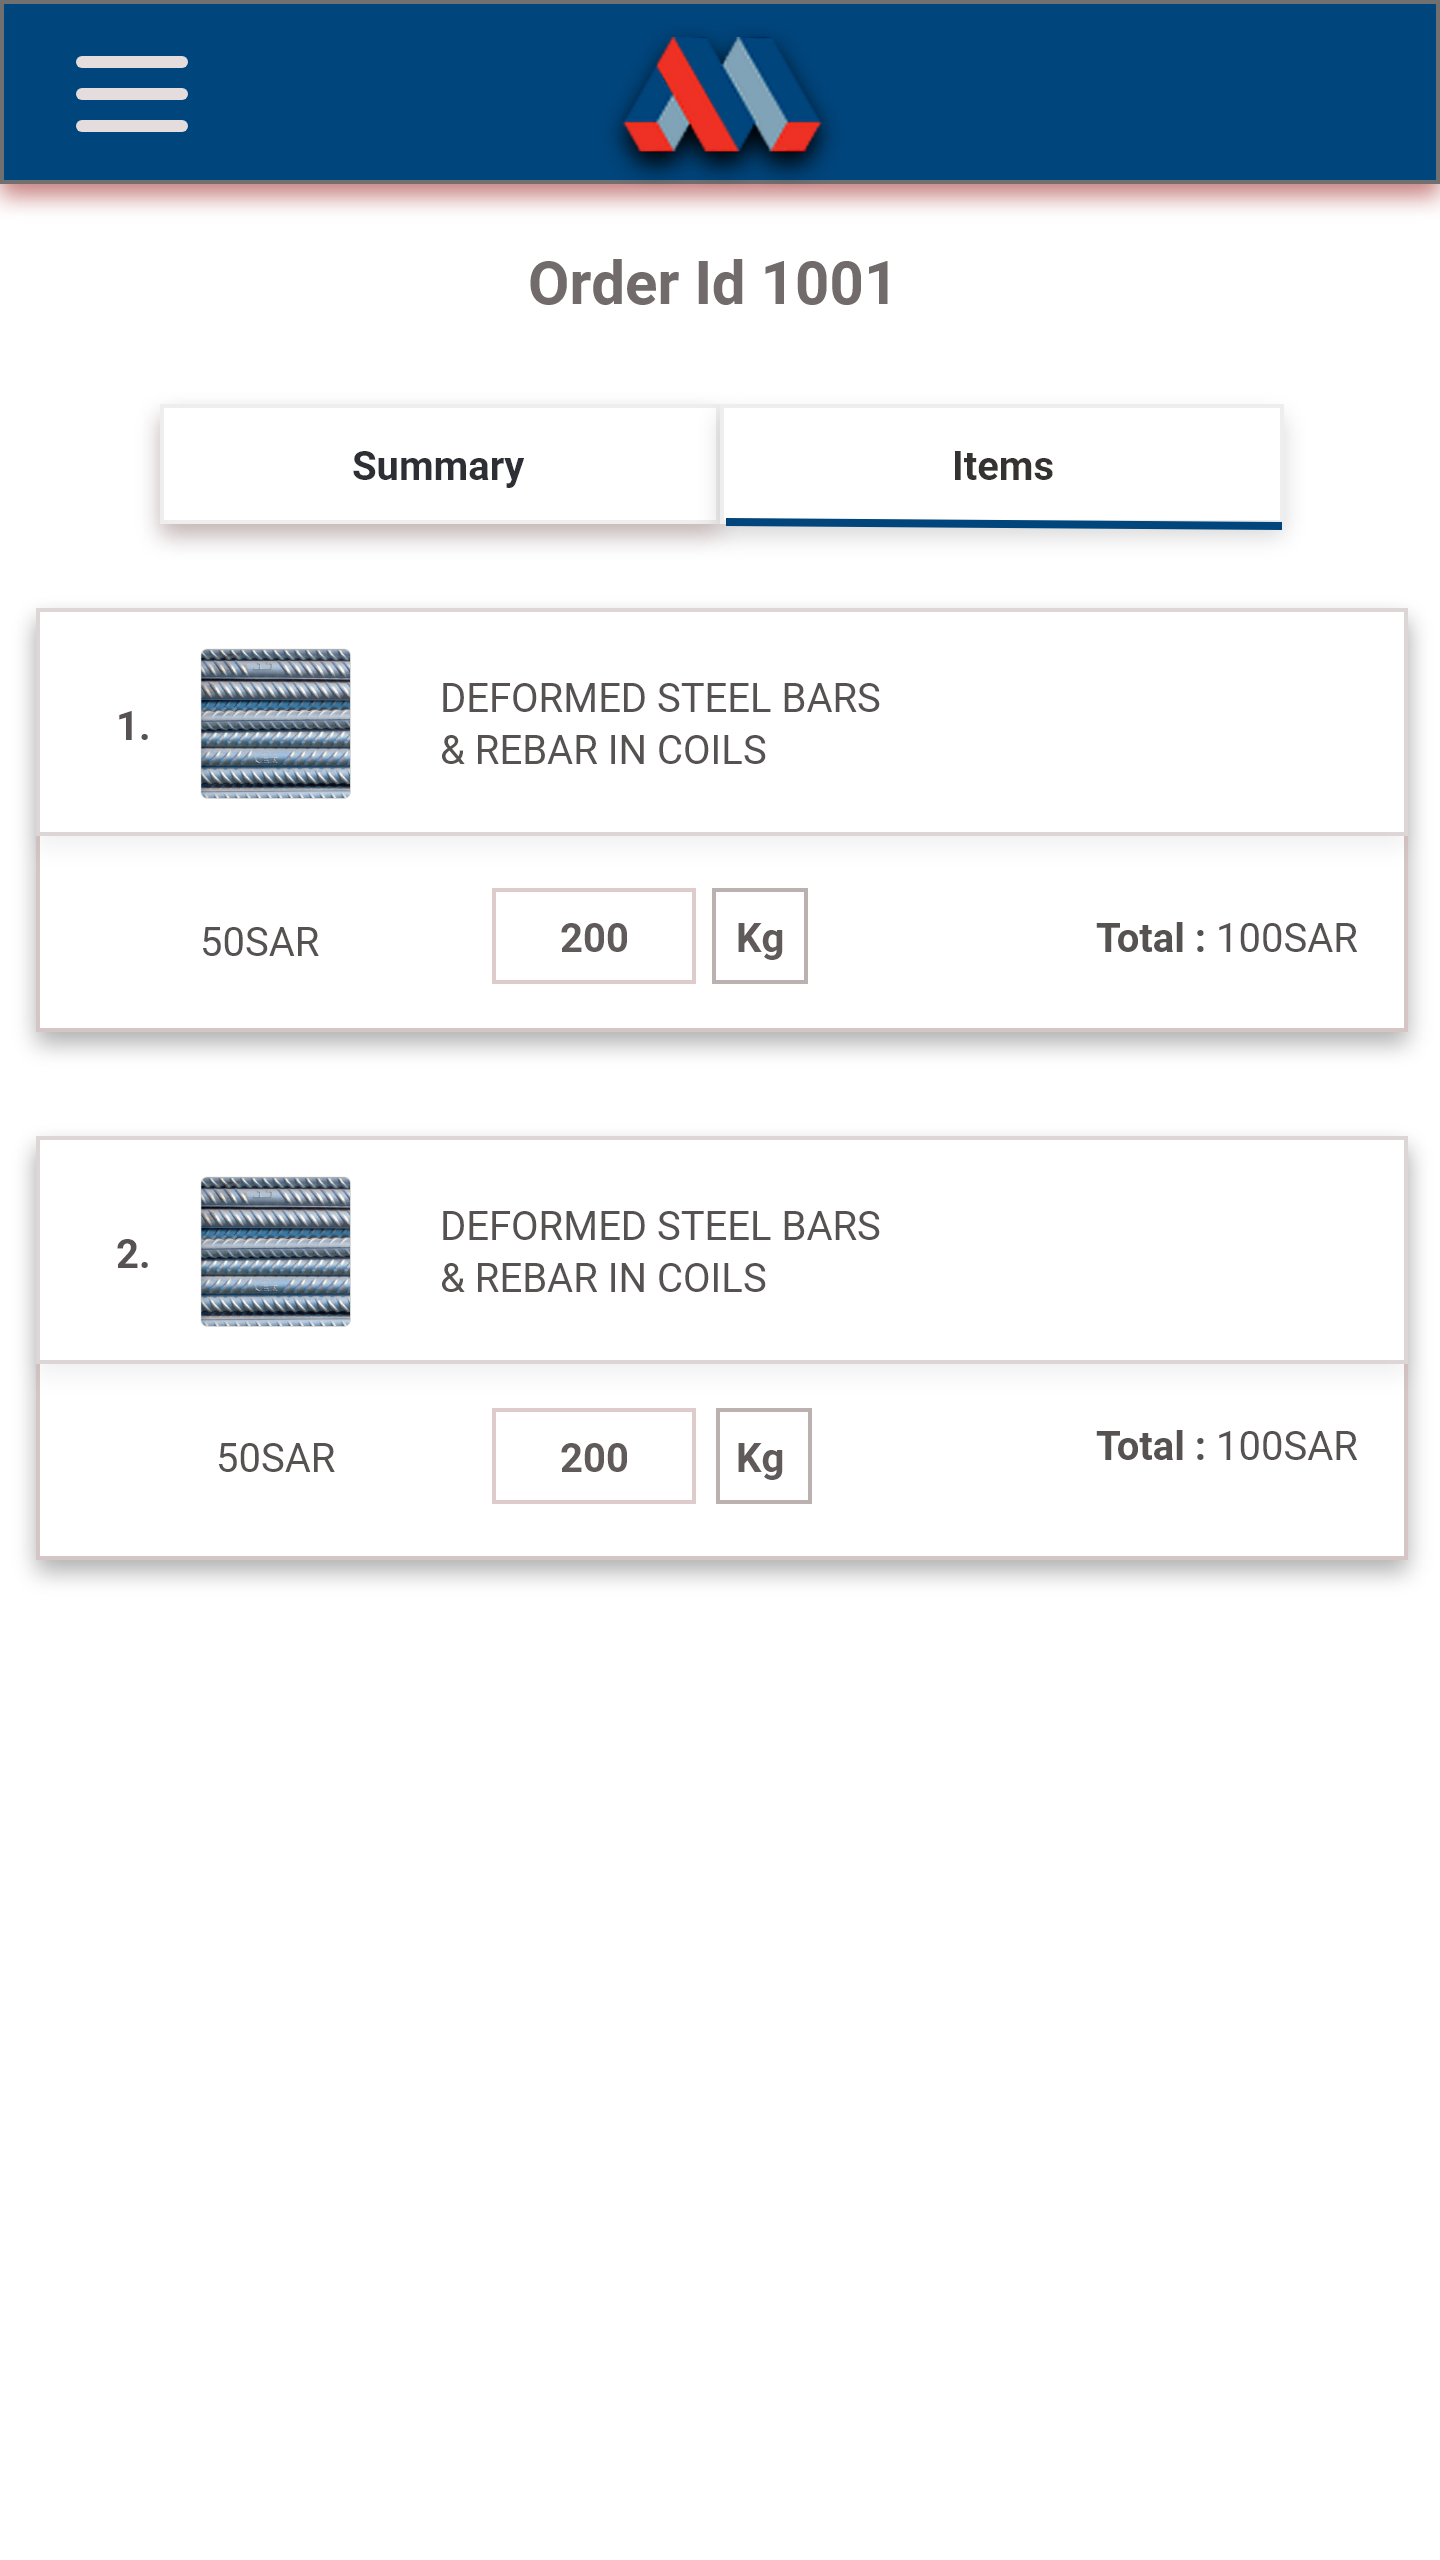 Order Id 1001
Summary
Items
1.
DEFORMED STEEL BARS
& REBAR IN COILS
50SAR
200
Kg
Total : 100SAR
2.
DEFORMED STEEL BARS
& REBAR IN COILS
50SAR
200
Kg
Total : 100SAR